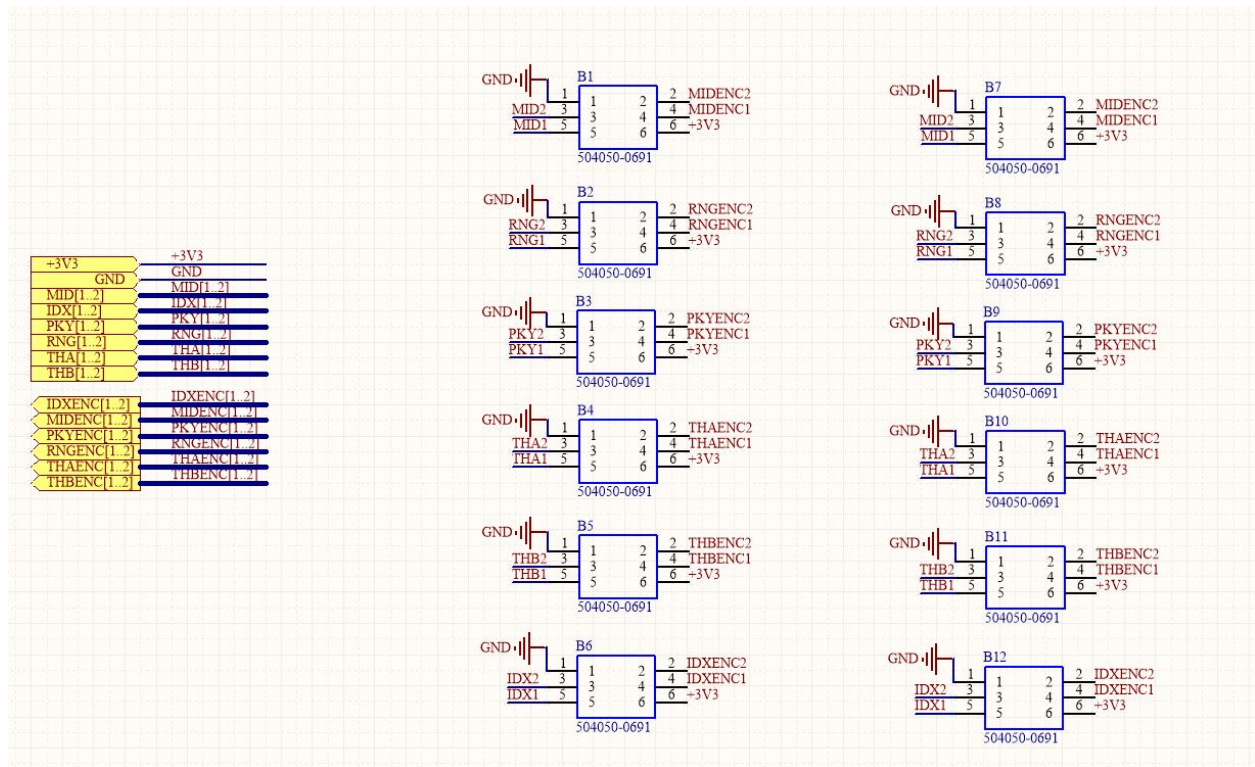 +3V3 +3V3
GND GND
MID[1..2] MID[1..2]
IDX[1..2] IDX[1..2]
PKY[1..2] PKY[1..2]
RNG[1..2] RNG[1..2]
THA[1..2] THA[1..2]
THB[1..2] THB[1..2]
IDXENC[1..2] IDXENC[1..2]
MIDENC[1..2] MIDENC[1..2]
PKYENC[1..2] PKYENC[1..2]
RNGENC[1..2] RNGENC[1..2]
THAENC[1..2] THAENC[1..2]
THBENC[1..2] THBENC[1..2]
GND B1
1 1 2 2 MIDENC2
MID2 3 3 4 4 MIDENC1
MID1 5 5 6 6 +3V3
504050-0691
GND B2
1 1 2 2 RNGENC2
RNG2 3 3 4 4 RNGENC1
RNG1 5 5 6 6 +3V3
504050-0691
GND B3
1 1 2 2 PKYENC2
PKY2 3 3 4 4 PKYENC1
PKY1 5 5 6 6 +3V3
504050-0691
GND B4
1 1 2 2 THAENC2
THA2 3 3 4 4 THAENC1
THA1 5 5 6 6 +3V3
504050-0691
GND B5
1 1 2 2 THBENC2
THB2 3 3 4 4 THBENC1
THB1 5 5 6 6 +3V3
504050-0691
GND B6
1 1 2 2 IDXENC2
IDX2 3 3 4 4 IDXENC1
IDX1 5 5 6 6 +3V3
504050-0691
GND B7
1 1 2 2 MIDENC2
MID2 3 3 4 4 MIDENC1
MID1 5 5 6 6 +3V3
504050-0691
GND B8
1 1 2 2 RNGENC2
RNG2 3 3 4 4 RNGENC1
RNG1 5 5 6 6 +3V3
504050-0691
GND B9
1 1 2 2 PKYENC2
PKY2 3 3 4 4 PKYENC1
PKY1 5 5 6 6 +3V3
504050-0691
GND B10
1 1 2 2 THAENC2
THA2 3 3 4 4 THAENC1
THA1 5 5 6 6 +3V3
504050-0691
GND B11
1 1 2 2 THBENC2
THB2 3 3 4 4 THBENC1
THB1 5 5 6 6 +3V3
504050-0691
GND B12
1 1 2 2 IDXENC2
IDX2 3 3 4 4 IDXENC1
IDX1 5 5 6 6 +3V3
504050-0691